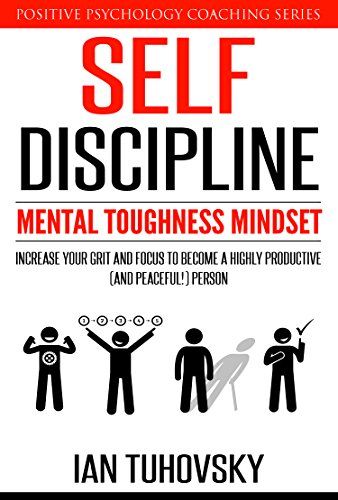 POSITIVE PSYCHOLOGY COACHING SERIES
SELF
DISCIPLINE
MENTAL TOUGHNESS MINDSET
INCREASE YOUR GRIT AND FOCUS TO BECOME A HIGHLY PRODUCTIVE
(AND PEACEFUL!) PERSON
1 2 3 4 5
IAN TUHOVSKY